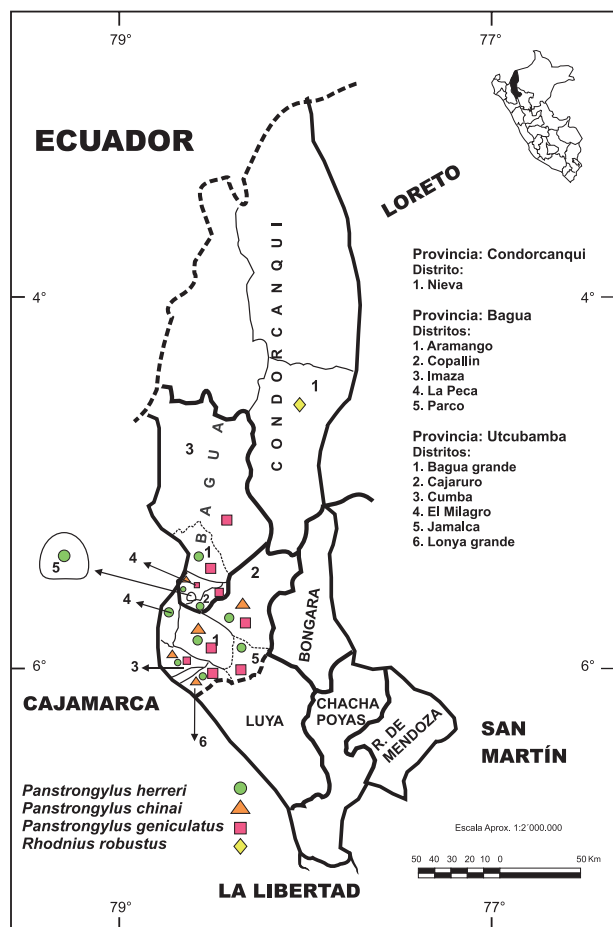 79°
77°
ECUADOR
LORETO
4°
4°
CONDORCANQUI
Provincia: Condorcanqui
Distrito:
1. Nieva
Provincia: Bagua
Distritos:
1. Aramango
2. Copallin
3. Imaza
4. La Peca
5. Parco
Provincia: Utcubamba
Distritos:
1. Bagua grande
2. Cajaruro
3. Cumba
4. El Milagro
5. Jamalca
6. Lonya grande
1
3
BAGUA
1
4
2
5
2
4
1
5
3
6
BONGARA
6°
6°
CAJAMARCA
LUYA
CHACHA
POYAS
R. DE
MENDOZA
SAN
MARTÍN
Panstrongylus herreri
Panstrongylus chinai
Panstrongylus geniculatus
Rhodnius robustus
Escala Aprox. 1:2´000.000
50 40 30 20 10 0 50 Km
LA LIBERTAD
79°
77°